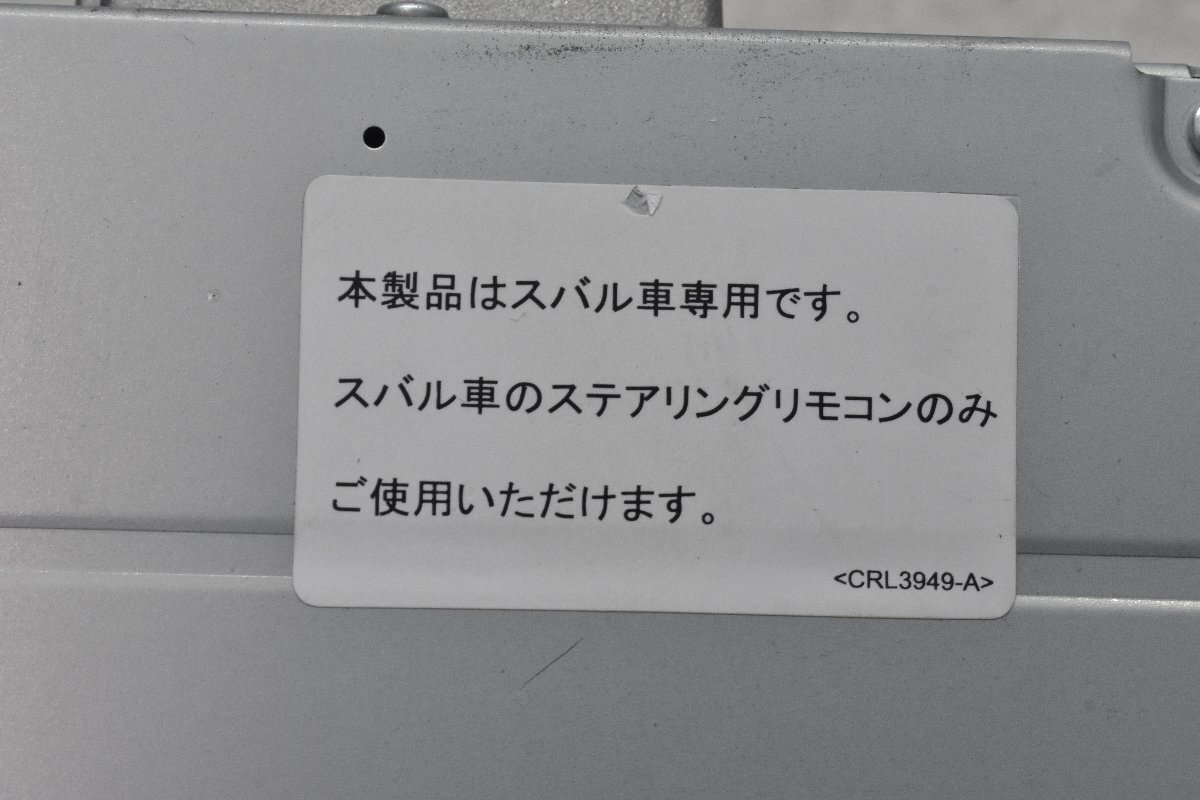 本製品はスバル車専用です。
スバル車のステアリングリモコンのみ
ご使用いただけます。
<CRL3949-A>